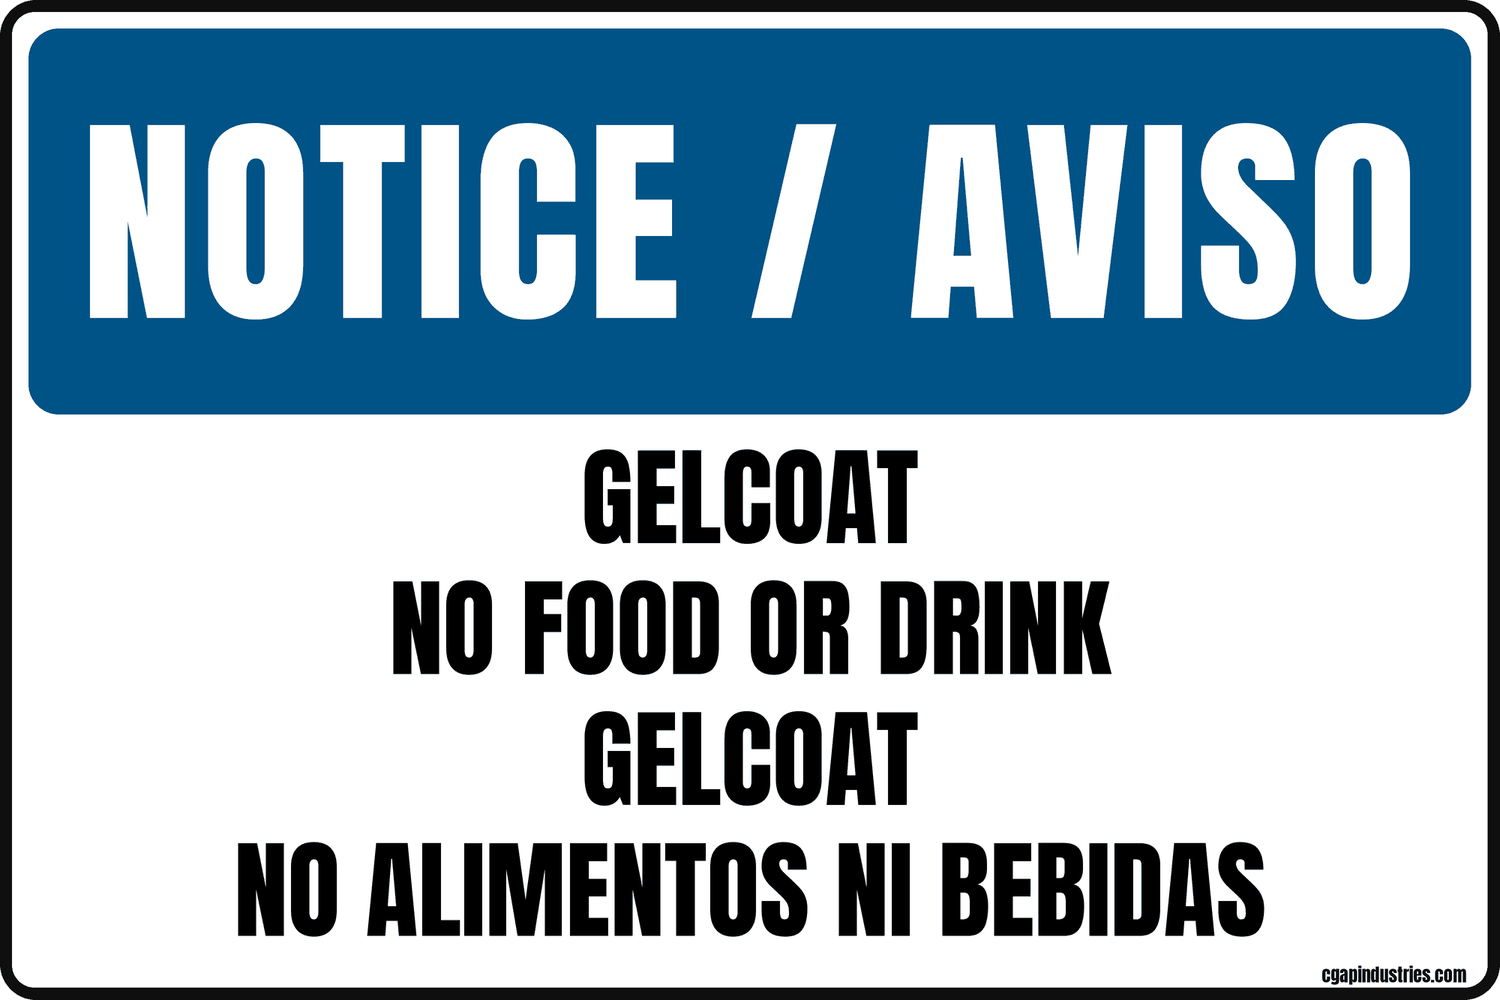 NOTICE / AVISO
GELCOAT
NO FOOD OR DRINK
GELCOAT
NO ALIMENTOS NI BEBIDAS
cgapindustries.com